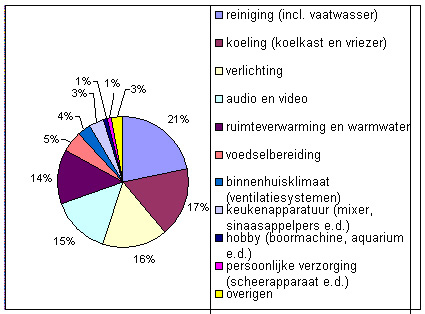 1%
1%
3%
3%
4%
5%
14%
15%
16%
17%
21%
reiniging (incl. vaatwasser)
koeling (koelkast en vriezer)
verlichting
audio en video
ruimteverwarming en warmwater
voedselbereiding
binnenhuisklimaat
(ventilatiesystemen)
keukenapparatuur (mixer,
sinaasappelpers e.d.)
hobby (boormachine, aquarium
e.d.)
persoonlijke verzorging
(scheerapparaat e.d.)
overigen